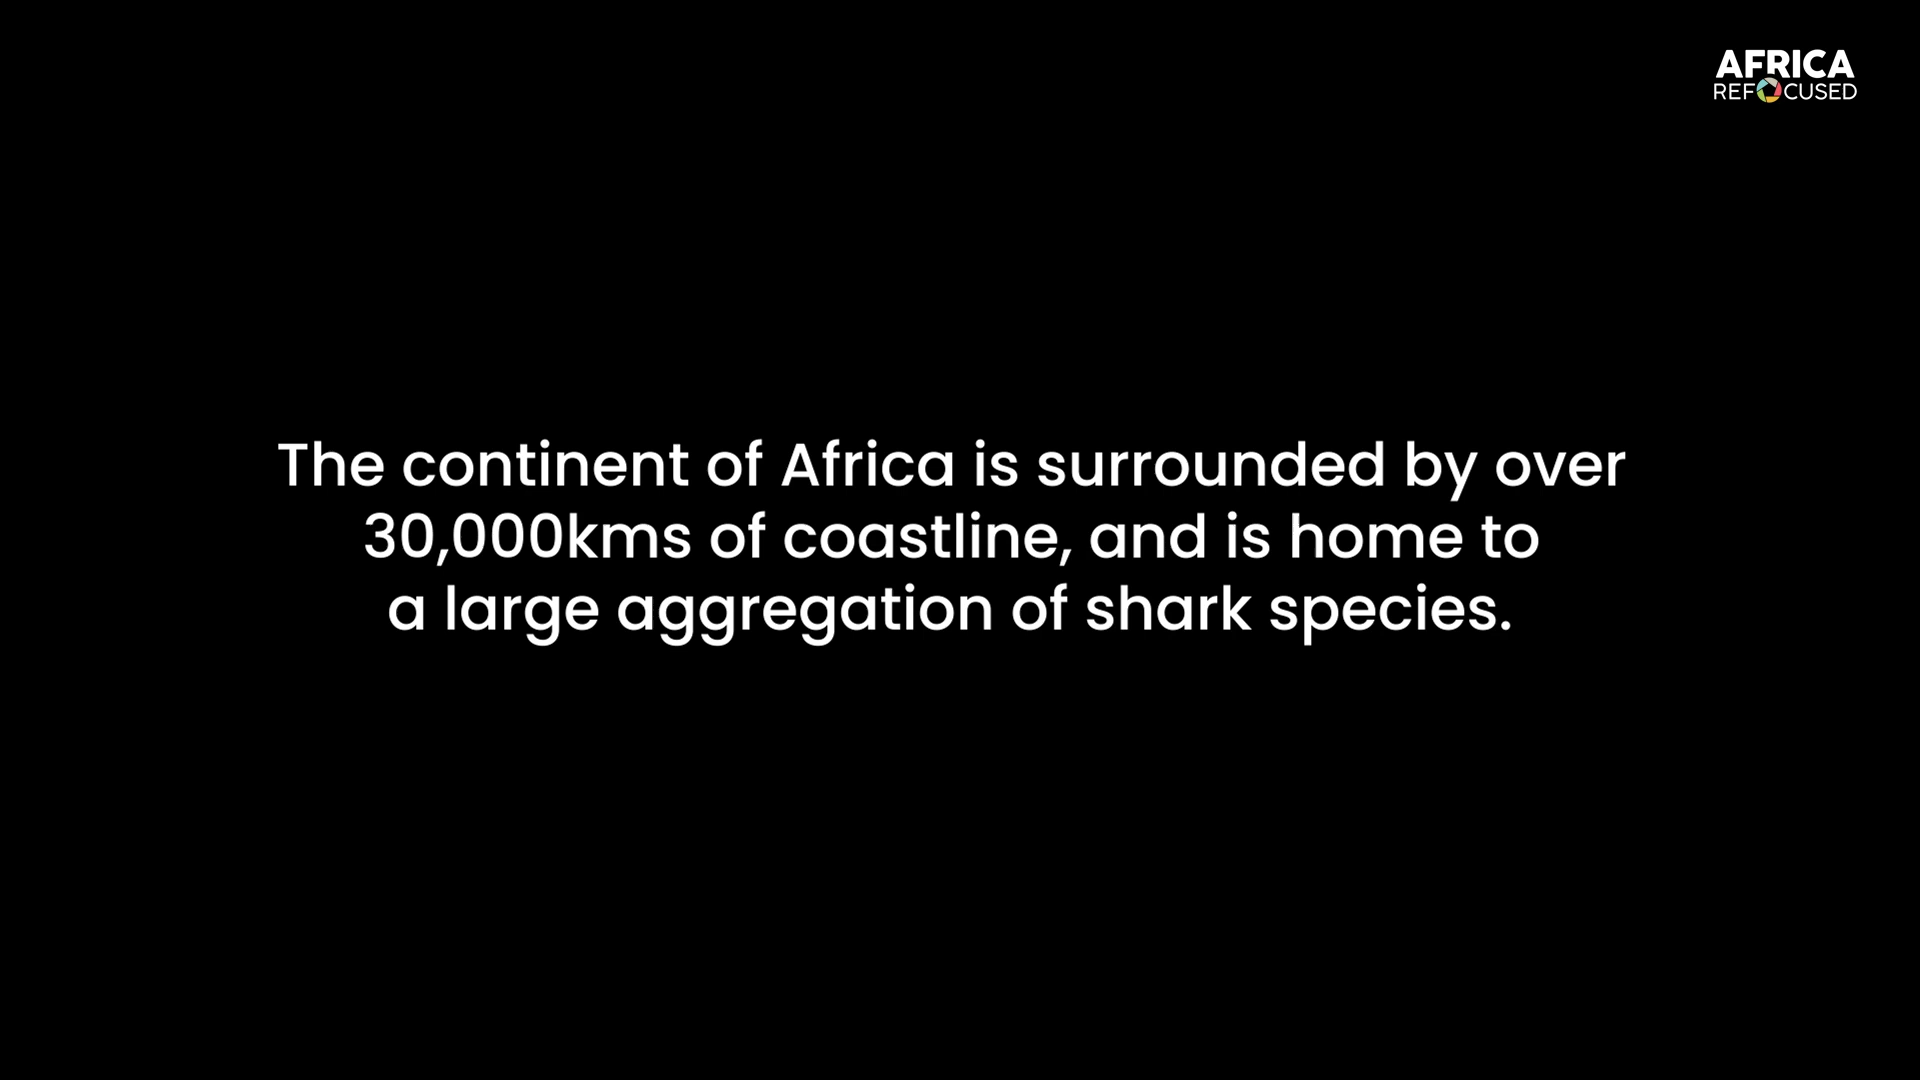 AFRICA
REFOCUSED
The continent of Africa is surrounded by over
30,000kms of coastline, and is home to
a large aggregation of shark species.